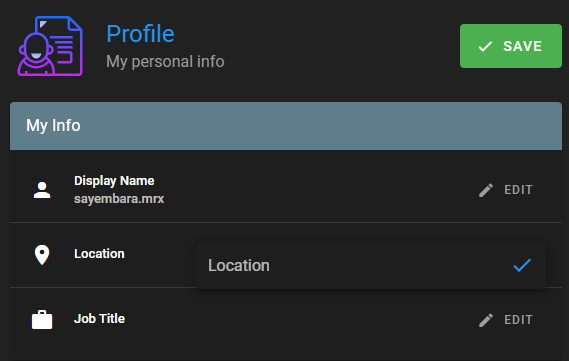 Profile
My personal info
SAVE
My Info
Display Name
sayembara.mrx
EDIT
Location
Location
Job Title
EDIT